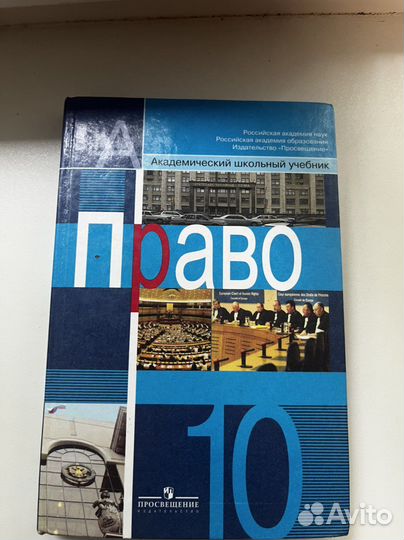 Российская академия наук
Российская академия образования
Издательство «Просвещение»
А
Академический школьный учебник
Право
European Court of Human Rights
Council of Europe
Cour européenne des Droits de l'Homme
Conseil de l'Europe
10
ПРОСВЕЩЕНИЕ
ИЗДАТЕЛЬСТВО
Avito